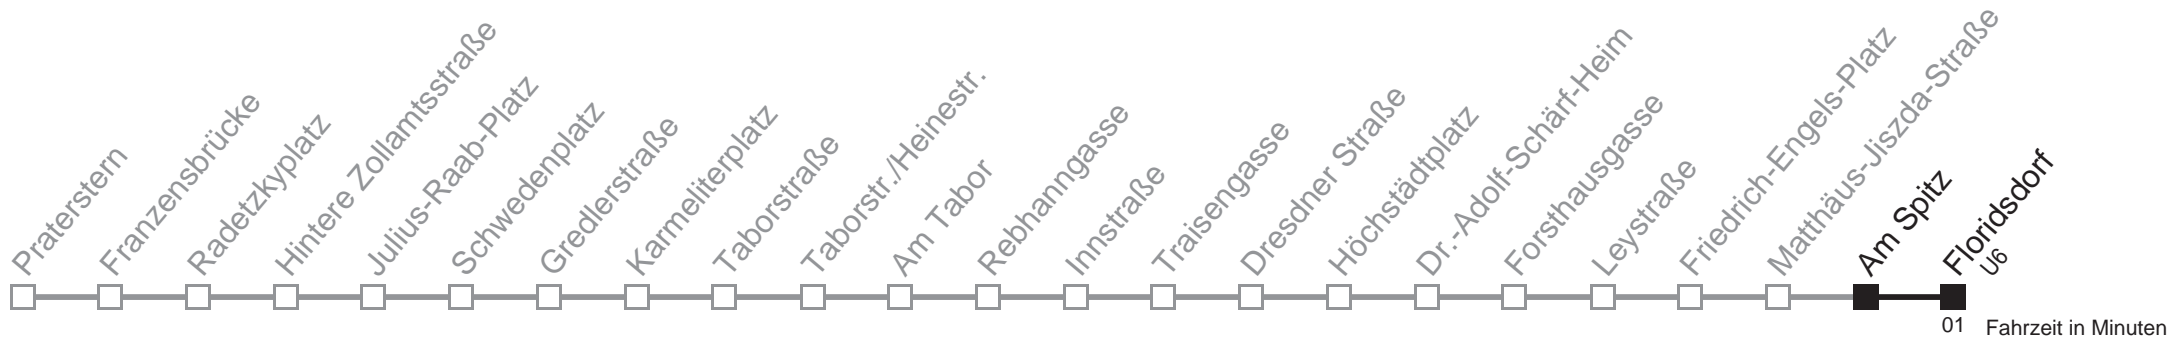 Praterstern
Franzensbrücke
Radetzkyplatz
Hintere Zollamtsstraße
Julius-Raab-Platz
Schwedenplatz
Gredlerstraße
Karmeliterplatz
Taborstraße
Taborstr./Heinestr.
Am Tabor
Rebhanngasse
Innstraße
Traisengasse
Dresdner Straße
Höchstädtplatz
Dr.-Adolf-Schärf-Heim
Forsthausgasse
Leystraße
Friedrich-Engels-Platz
Matthäus-Jiszda-Straße
Am Spitz
Floridsdorf
U6
01 Fahrzeit in Minuten